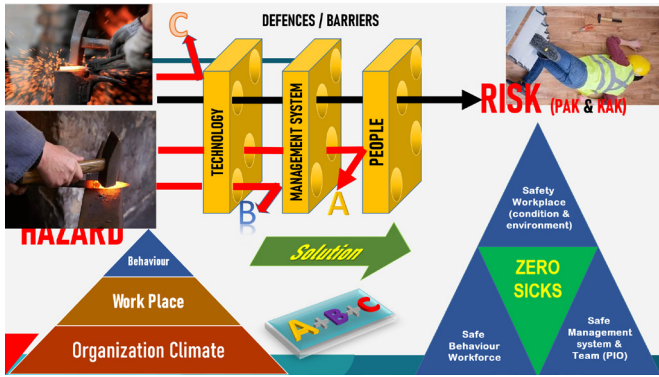 DEFENCES / BARRIERS
C
TECHNOLOGY
MANAGEMENT SYSTEM
PEOPLE
RISK (PAK & KAK)
B
A
HAZARD
Solution
A+B+C
Behaviour
Work Place
Organization Climate
Safety
Workplace
(condition &
environment)
ZERO
SICKS
Safe
Behaviour
Workforce
Safe
Management
system &
Team (PIO)